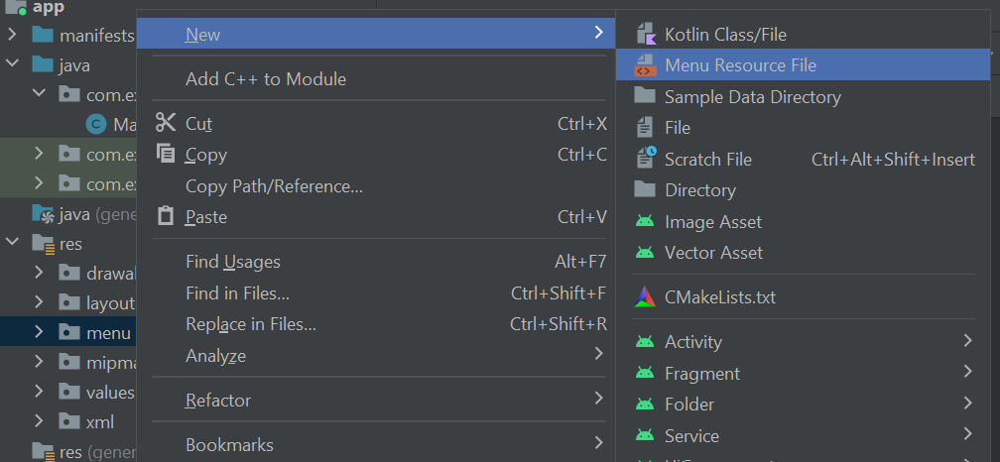 app
manifests
java
com.ex
Ma
com.ex
com.ex
java (gene
res
drawal
layout
menu
mipma
values
xml
res (gener
New
Add C++ to Module
Cut Ctrl+X
Copy Ctrl+C
Copy Path/Reference...
Paste Ctrl+V
Find Usages Alt+F7
Find in Files... Ctrl+Shift+F
Replace in Files... Ctrl+Shift+R
Analyze
Refactor
Bookmarks
Kotlin Class/File
Menu Resource File
Sample Data Directory
File
Scratch File Ctrl+Alt+Shift+Insert
Directory
Image Asset
Vector Asset
CMakeLists.txt
Activity
Fragment
Folder
Service